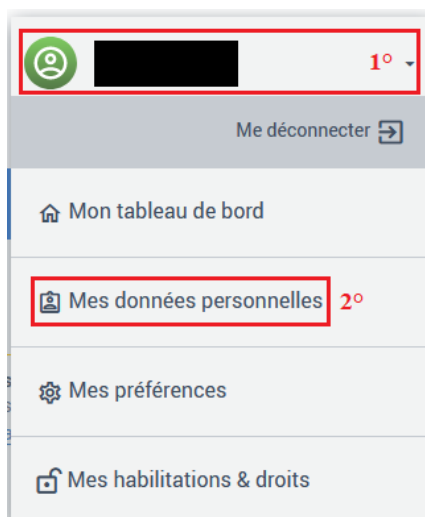 1°
Me déconnecter
Mon tableau de bord
Mes données personnelles 2°
Mes préférences
Mes habilitations & droits